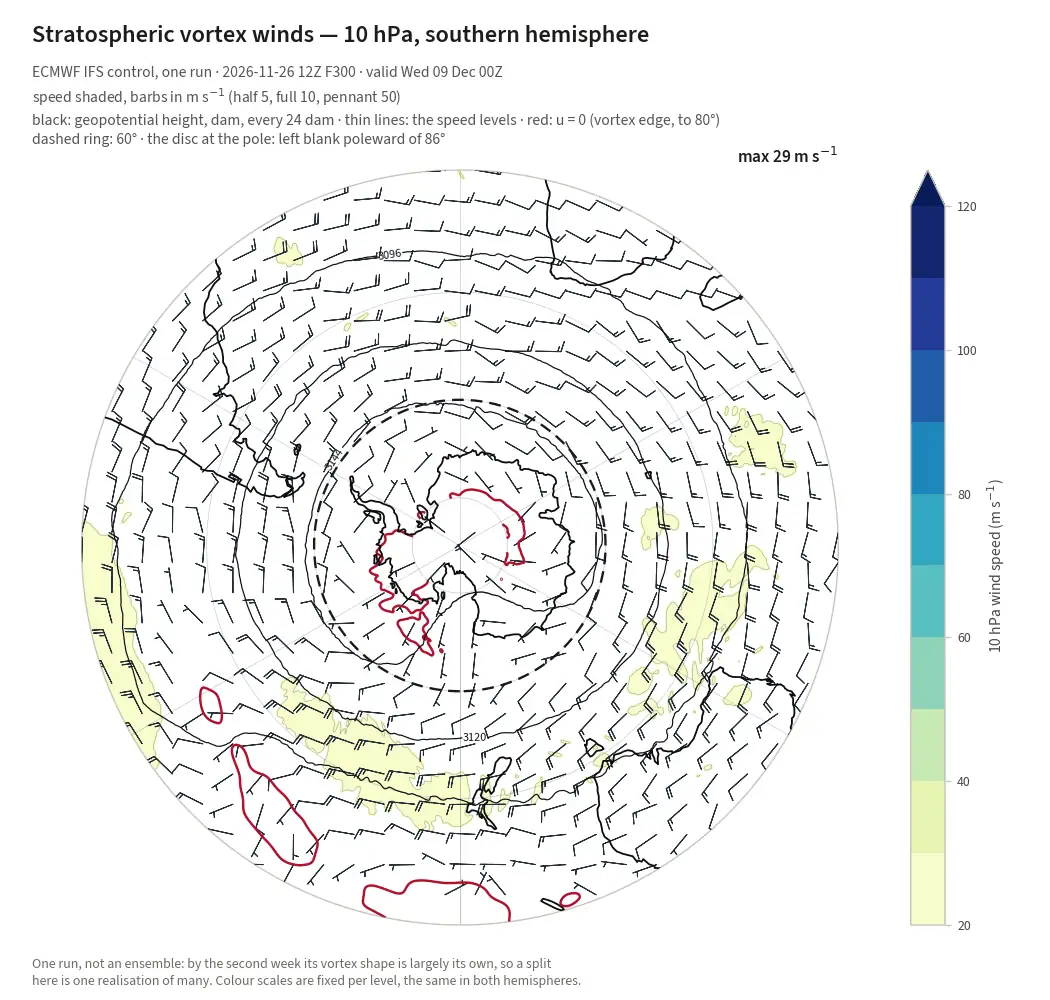 Stratospheric vortex winds — 10 hPa, southern hemisphere
ECMWF IFS control, one run · 2026-11-26 12Z F300 · valid Wed 09 Dec 00Z
speed shaded, barbs in m s⁻¹ (half 5, full 10, pennant 50)
black: geopotential height, dam, every 24 dam · thin lines: the speed levels · red: u = 0 (vortex edge, to 80°)
dashed ring: 60° · the disc at the pole: left blank poleward of 86°
max 29 m s⁻¹
120
100
80
60
40
20
10 hPa wind speed (m s⁻¹)
3096
3120
One run, not an ensemble: by the second week its vortex shape is largely its own, so a split
here is one realisation of many. Colour scales are fixed per level, the same in both hemispheres.